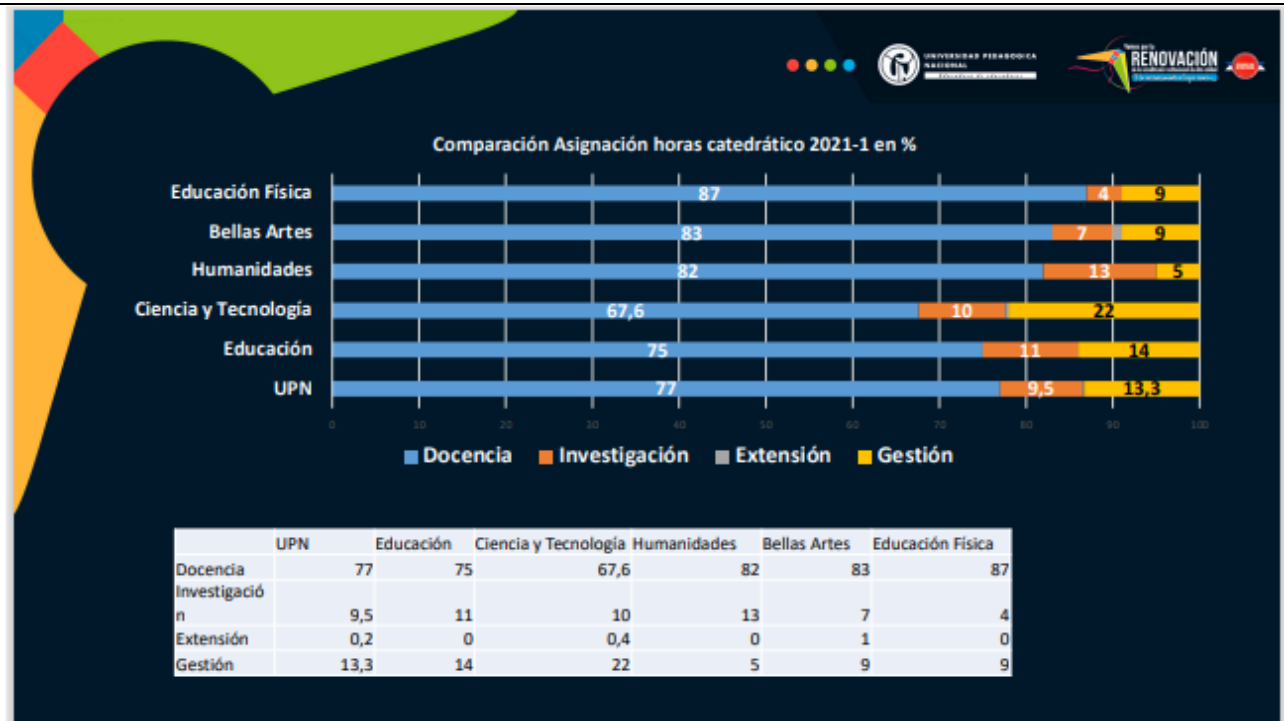 UNIVERSIDAD PEDAGOGICA
NACIONAL
RENOVACIÓN
Comparación Asignación horas catedrático 2021-1 en %
Educación Física 87 4 9
Bellas Artes 83 7 9
Humanidades 82 13 5
Ciencia y Tecnología 67,6 10 22
Educación 75 11 14
UPN 77 9,5 13,3
0 10 20 30 40 50 60 70 80 90 100
Docencia Investigación Extensión Gestión
UPN Educación Ciencia y Tecnología Humanidades Bellas Artes Educación Física
Docencia 77 75 67,6 82 83 87
Investigació
n 9,5 11 10 13 7 4
Extensión 0,2 0 0,4 0 1 0
Gestión 13,3 14 22 5 9 9